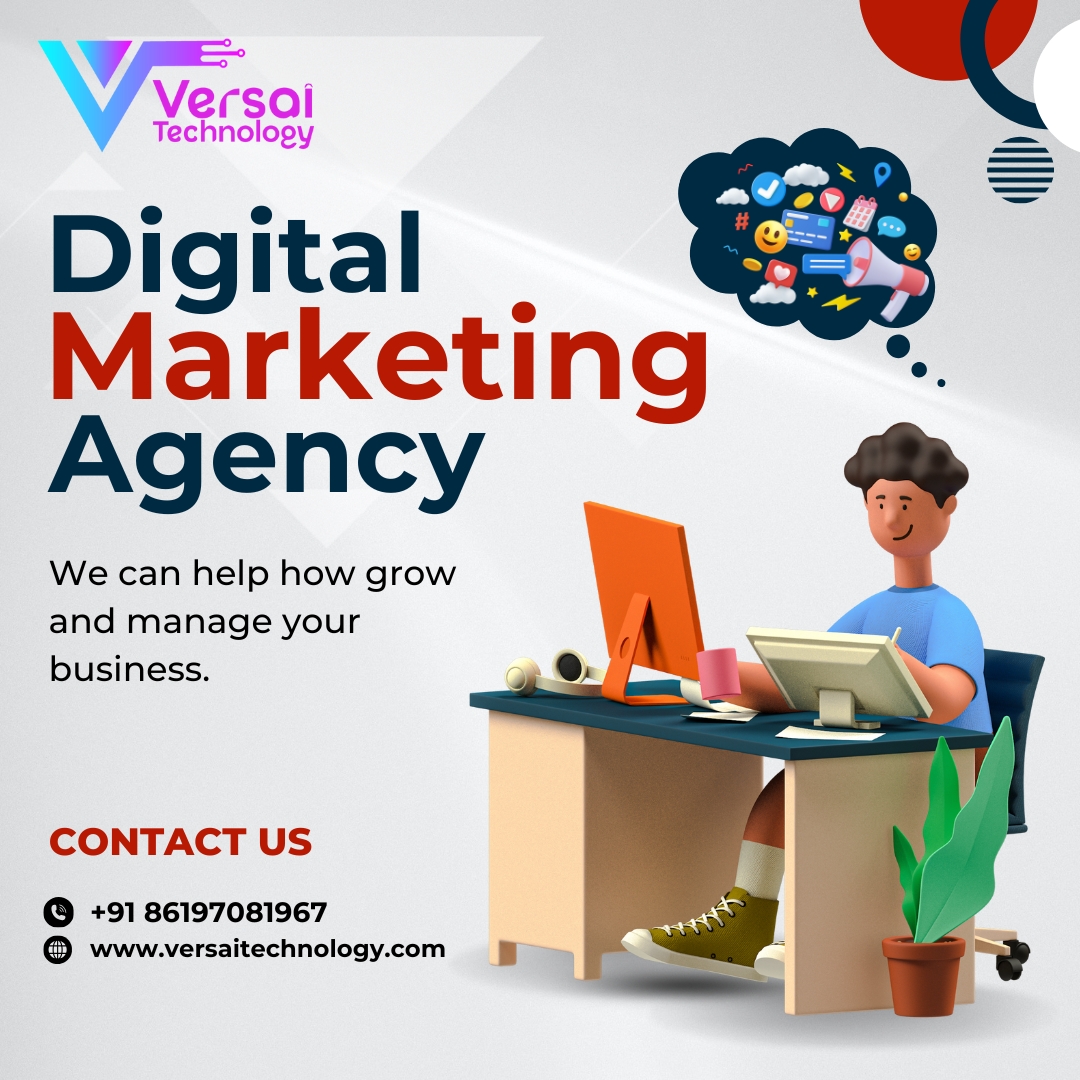 Versai
Technology
Digital
Marketing
Agency
We can help how grow
and manage your
business.
#
CONTACT US
+91 86197081967
www.versaitechnology.com